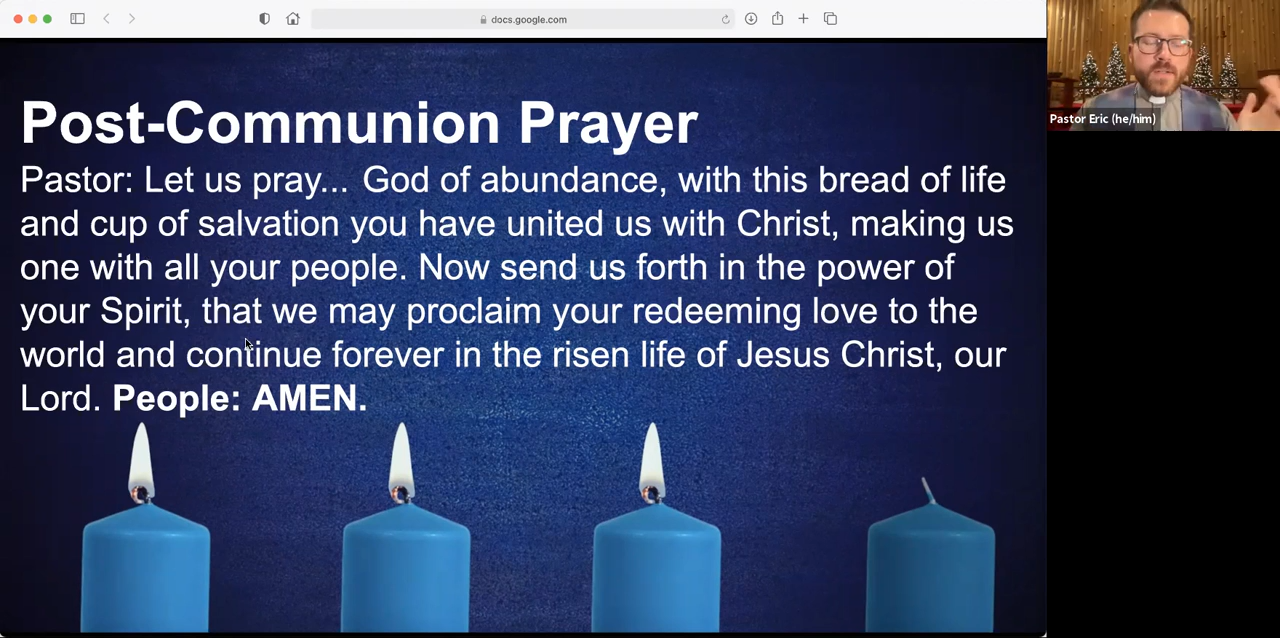 docs.google.com
Post-Communion Prayer
Pastor: Let us pray... God of abundance, with this bread of life
and cup of salvation you have united us with Christ, making us
one with all your people. Now send us forth in the power of
your Spirit, that we may proclaim your redeeming love to the
world and continue forever in the risen life of Jesus Christ, our
Lord. People: AMEN.
Pastor Eric (he/him)